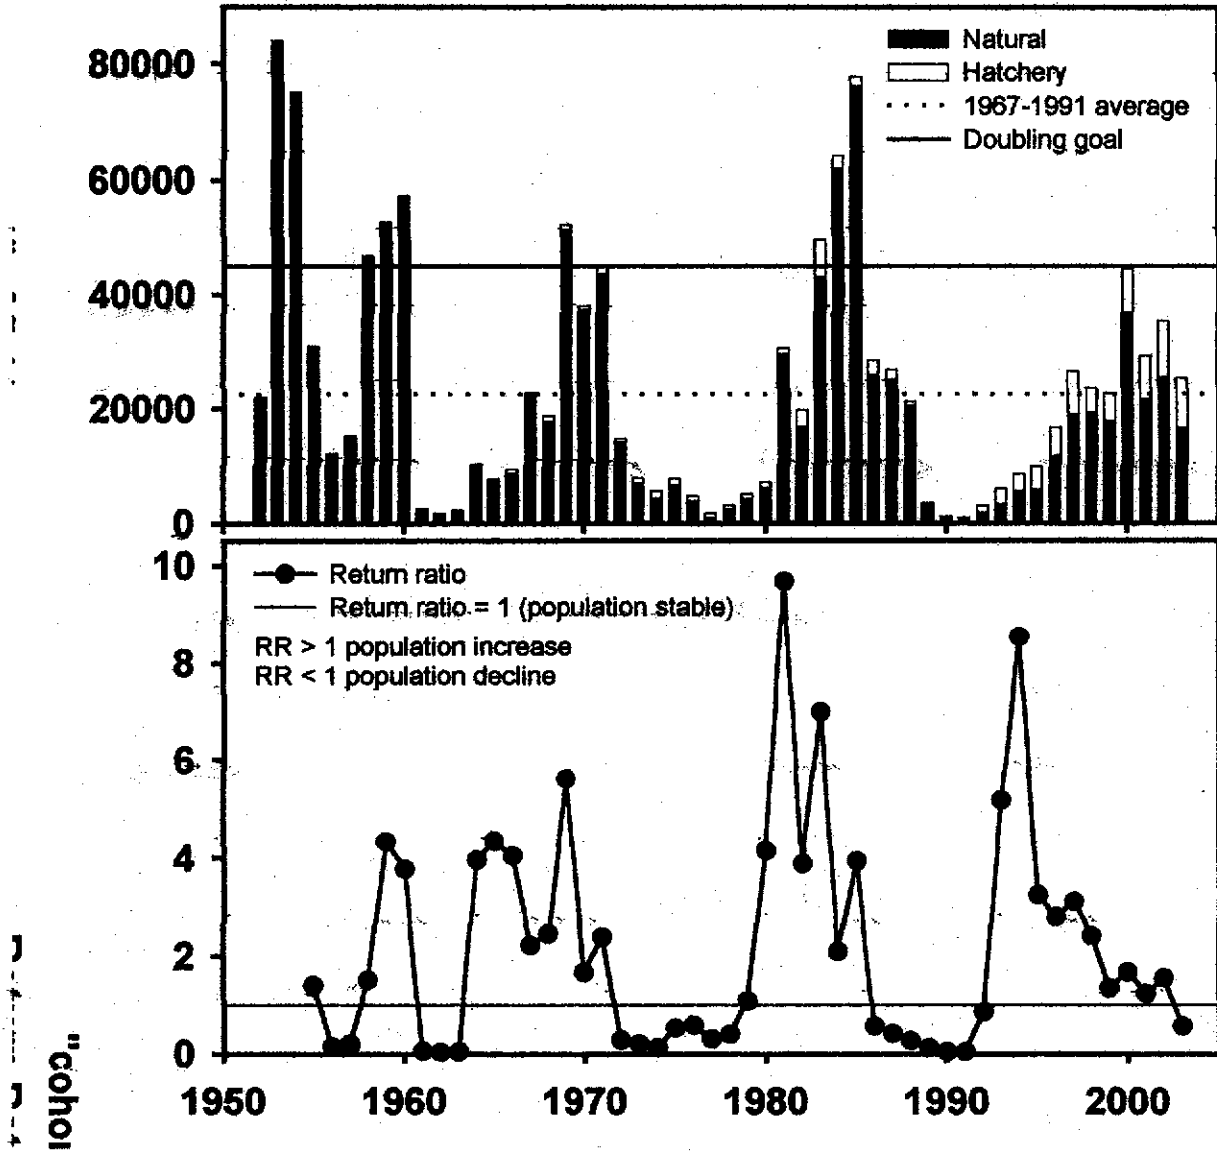 80000
60000
40000
20000
0
Natural
Hatchery
1967-1991 average
Doubling goal
10
8
6
4
2
0
Return ratio
Return ratio = 1 (population stable)
RR > 1 population increase
RR < 1 population decline
1950 1960 1970 1980 1990 2000